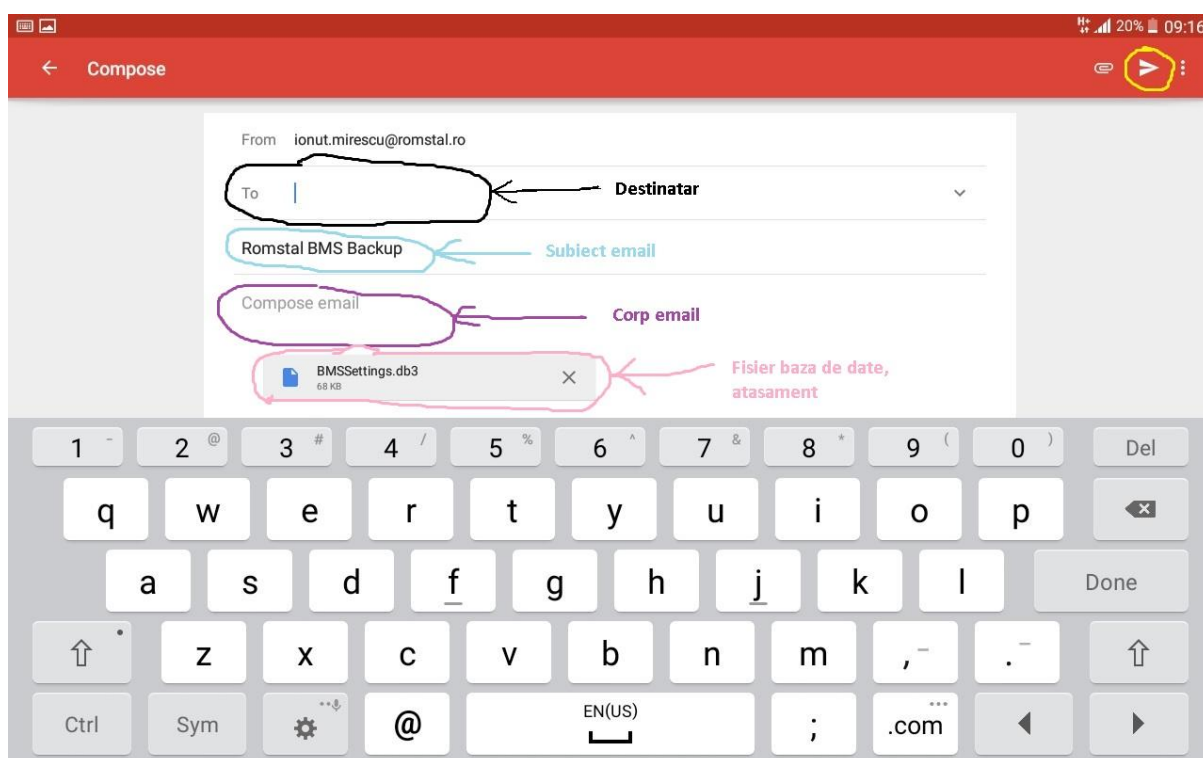 H+ 20% 09:16
Compose
From ionut.mirescu@romstal.ro
To Destinatar
Romstal BMS Backup Subiect email
Compose email Corp email
BMSSettings.db3
68 KB
Fisier baza de date,
atasament
1 - 2 @ 3 # 4 / 5 % 6 ^ 7 & 8 * 9 ( 0 ) Del
q w e r t y u i o p
a s d f g h j k l Done
z x c v b n m , - . -
Ctrl Sym @ EN(US) ; .com